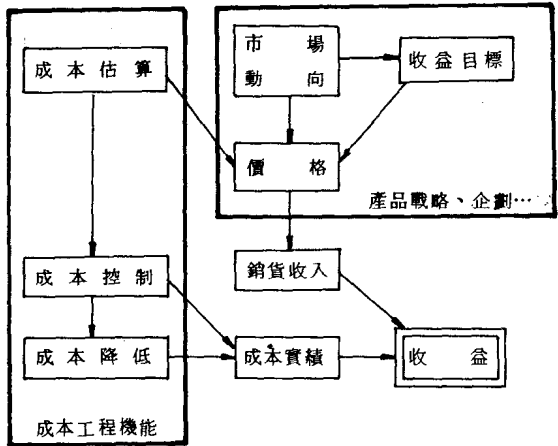 市場
動向
成本估算
收益目標
價格
產品戰略、企劃…
成本控制
銷貨收入
成本降低
成本實績
收益
成本工程機能